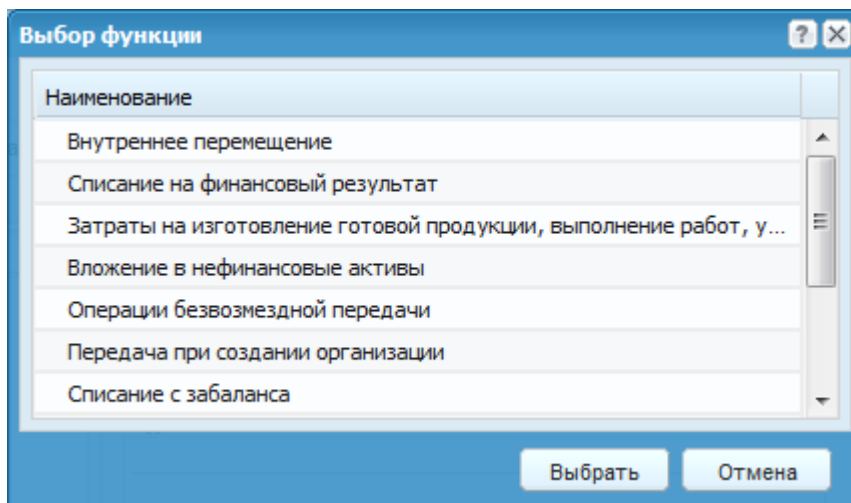 Выбор функции
Наименование
Внутреннее перемещение
Списание на финансовый результат
Затраты на изготовление готовой продукции, выполнение работ, у...
Вложение в нефинансовые активы
Операции безвозмездной передачи
Передача при создании организации
Списание с забаланса
Выбрать Отмена